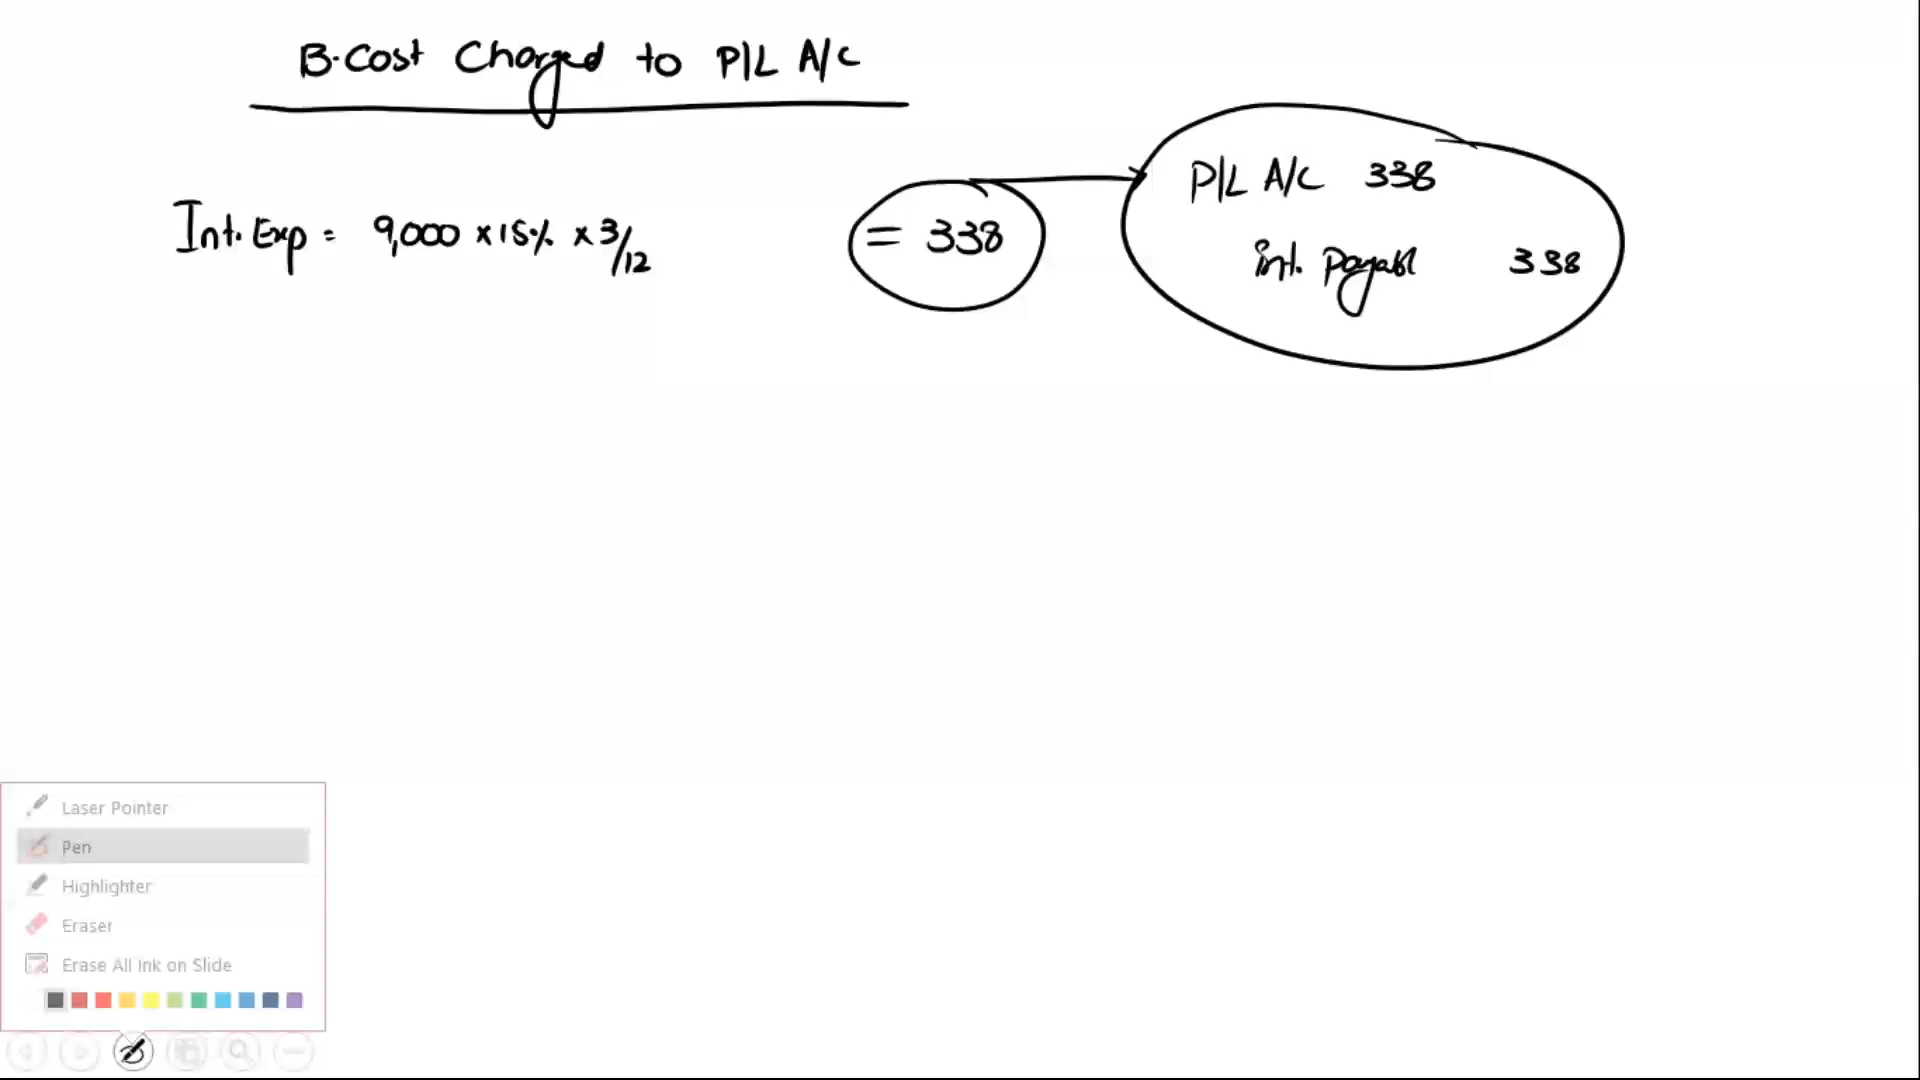 B.Cost Charged to P/L A/C
Int. Exp = 9,000 x 15% x 3/12 = 338
P/L A/C 338
int. payabl 338
Laser Pointer
Pen
Highlighter
Eraser
Erase All Ink on Slide